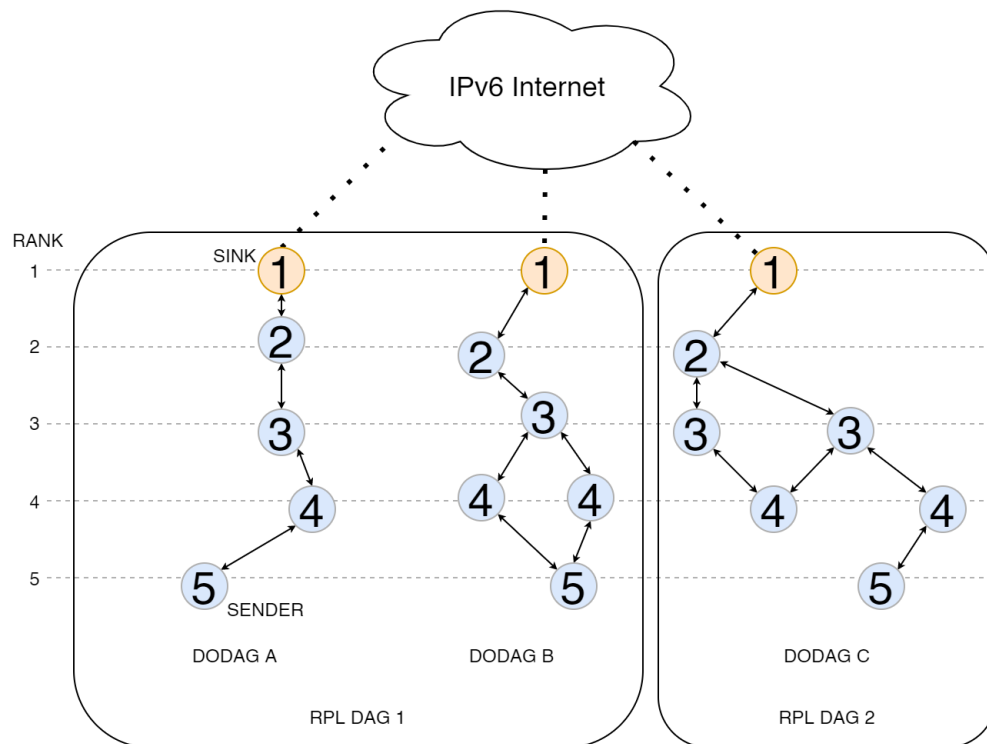 IPv6 Internet
RANK
SINK
1
1
1
1
2
2
2
2
3
3
3
3
3
4
4
4
4
4
4
5
5
5
5
SENDER
DODAG A
DODAG B
DODAG C
RPL DAG 1
RPL DAG 2